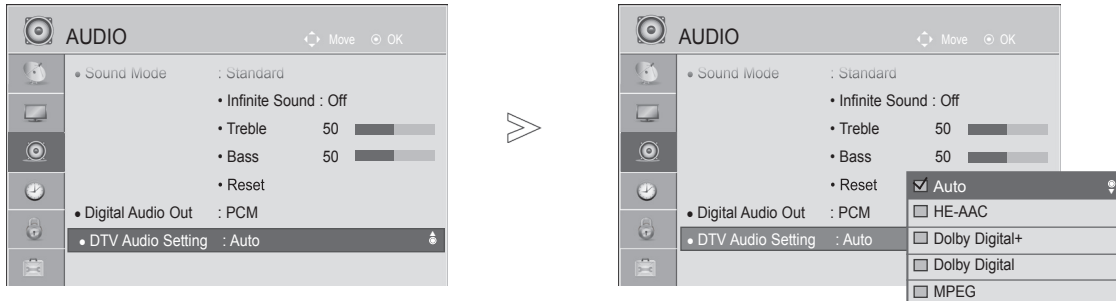 AUDIO
Move OK
• Sound Mode : Standard
• Infinite Sound : Off
• Treble 50
• Bass 50
• Reset
• Digital Audio Out : PCM
• DTV Audio Setting : Auto
AUDIO
Move OK
• Sound Mode : Standard
• Infinite Sound : Off
• Treble 50
• Bass 50
• Reset
• Digital Audio Out : PCM
• DTV Audio Setting : Auto
Auto
HE-AAC
Dolby Digital+
Dolby Digital
MPEG